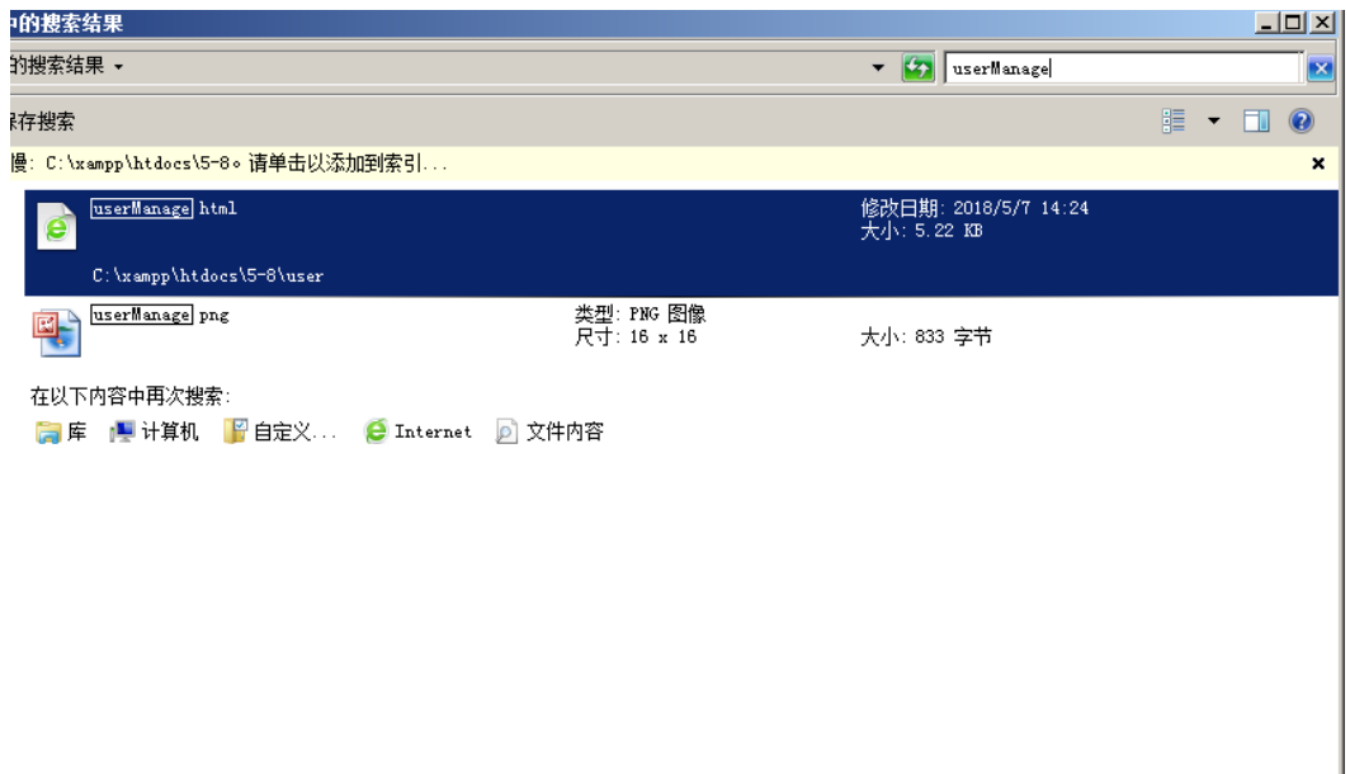 中的搜索结果
的搜索结果
userManage
保存搜索
慢: C:\xampp\htdocs\5-8。请单击以添加到索引...
userManage html
修改日期: 2018/5/7 14:24
大小: 5.22 KB
C:\xampp\htdocs\5-8\user
userManage png
类型: PNG 图像
尺寸: 16 x 16
大小: 833 字节
在以下内容中再次搜索:
库 计算机 自定义... Internet 文件内容